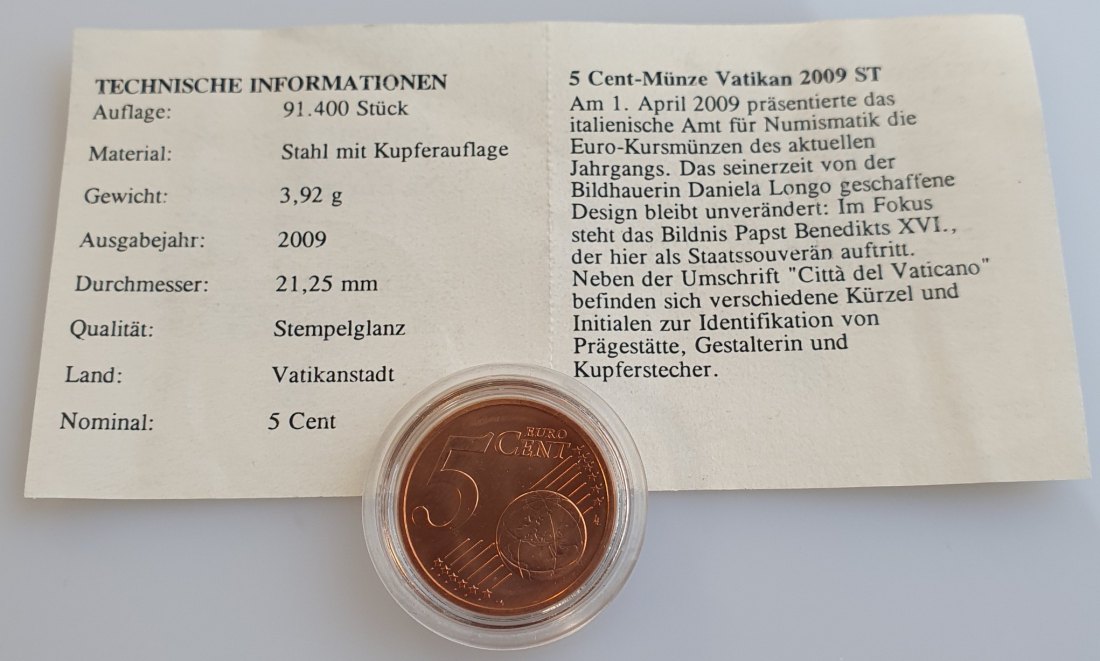 TECHNISCHE INFORMATIONEN
Auflage: 91.400 Stück
Material: Stahl mit Kupferauflage
Gewicht: 3,92 g
Ausgabejahr: 2009
Durchmesser: 21,25 mm
Qualität: Stempelglanz
Land: Vatikanstadt
Nominal: 5 Cent
5 Cent-Münze Vatikan 2009 ST
Am 1. April 2009 präsentierte das
italienische Amt für Numismatik die
Euro-Kursmünzen des aktuellen
Jahrgangs. Das seinerzeit von der
Bildhauerin Daniela Longo geschaffene
Design bleibt unverändert: Im Fokus
steht das Bildnis Papst Benedikts XVI.,
der hier als Staatssouverän auftritt.
Neben der Umschrift "Città del Vaticano"
befinden sich verschiedene Kürzel und
Initialen zur Identifikation von
Prägestätte, Gestalterin und
Kupferstecher.
5 EURO
CENT